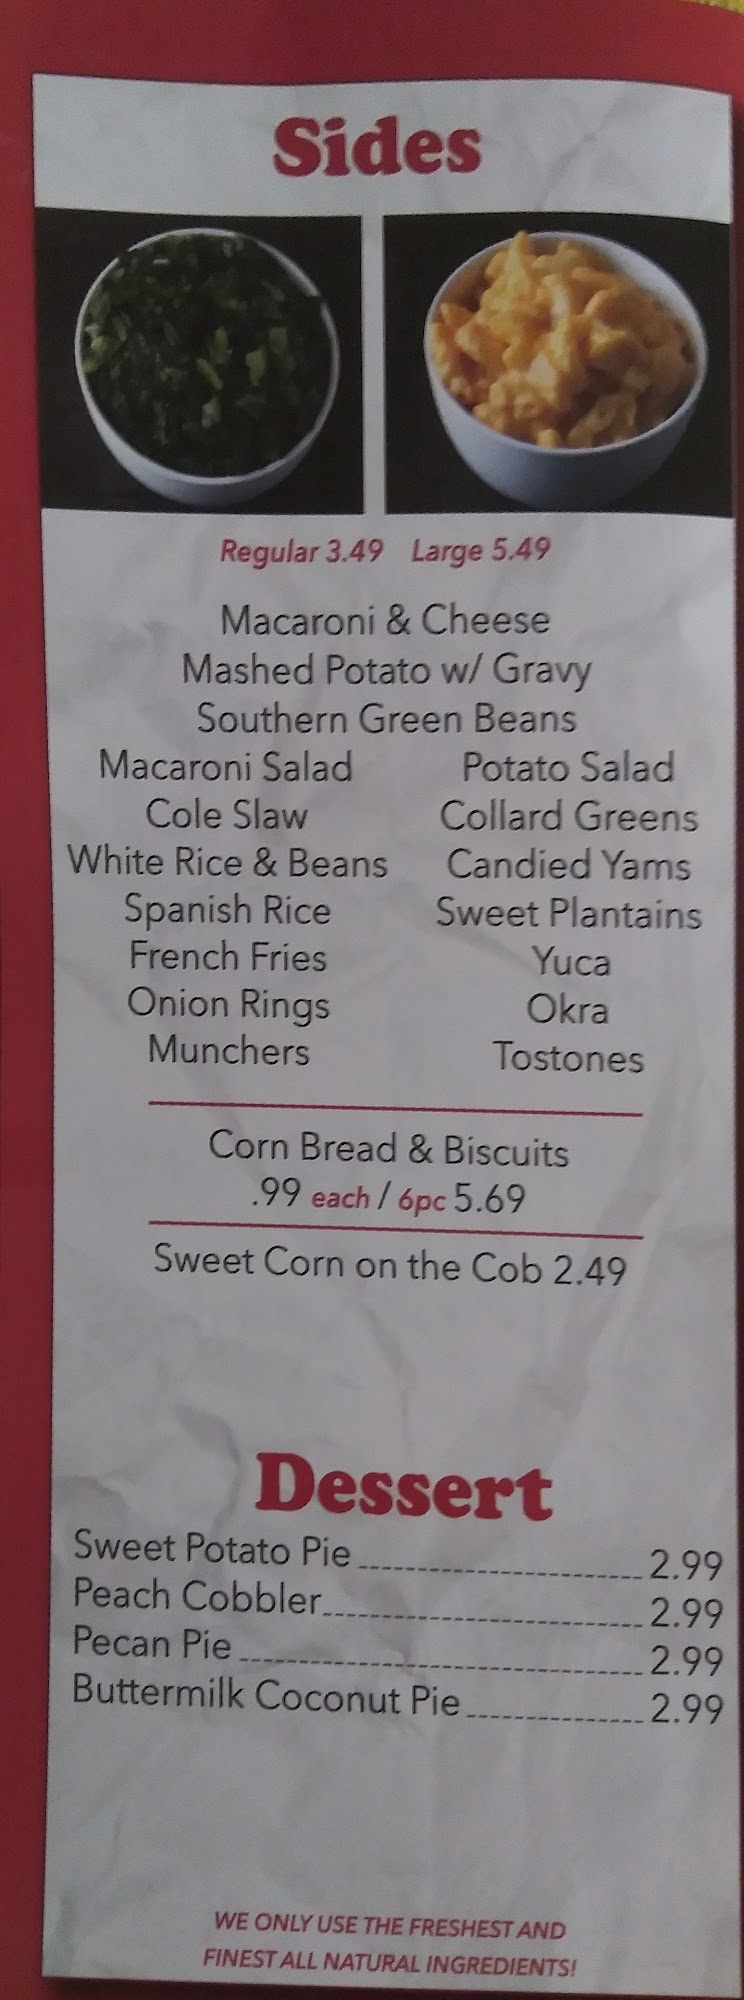 Sides
Regular 3.49 Large 5.49
Macaroni & Cheese
Mashed Potato w/ Gravy
Southern Green Beans
Macaroni Salad Potato Salad
Cole Slaw Collard Greens
White Rice & Beans Candied Yams
Spanish Rice Sweet Plantains
French Fries Yuca
Onion Rings Okra
Munchers Tostones
Corn Bread & Biscuits
.99 each / 6pc 5.69
Sweet Corn on the Cob 2.49
Dessert
Sweet Potato Pie 2.99
Peach Cobbler 2.99
Pecan Pie 2.99
Buttermilk Coconut Pie 2.99
WE ONLY USE THE FRESHEST AND
FINEST ALL NATURAL INGREDIENTS!